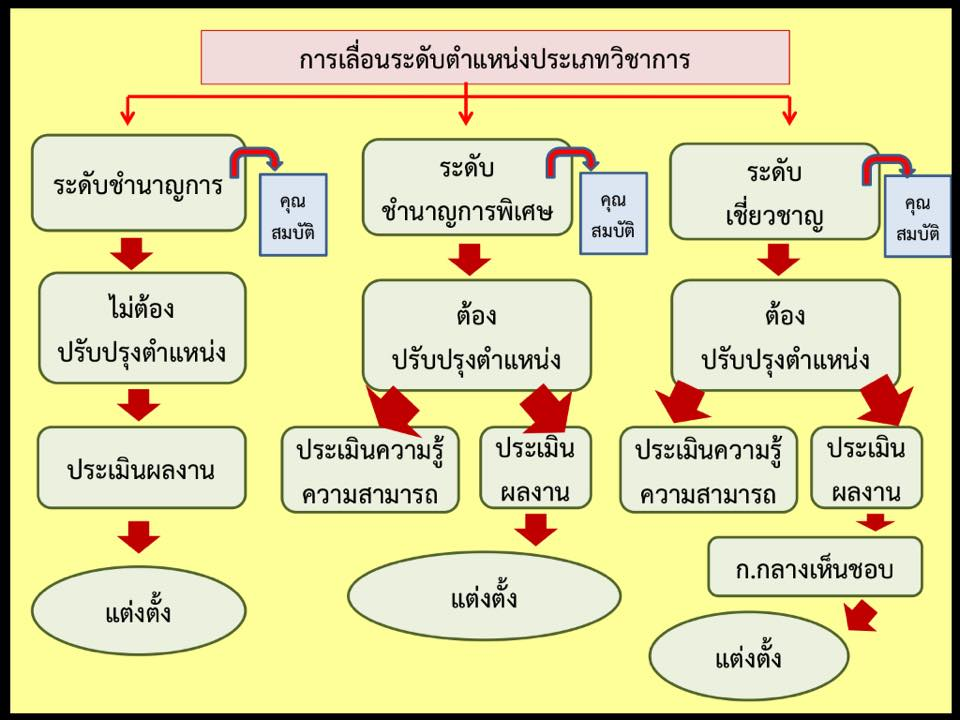 การเลื่อนระดับตำแหน่งประเภทวิชาการ
ระดับชำนาญการ
คุณ
สมบัติ
ไม่ต้อง
ปรับปรุงตำแหน่ง
ประเมินผลงาน
แต่งตั้ง
ระดับ
ชำนาญการพิเศษ
คุณ
สมบัติ
ต้อง
ปรับปรุงตำแหน่ง
ประเมินความรู้
ความสามารถ
ประเมิน
ผลงาน
แต่งตั้ง
ระดับ
เชี่ยวชาญ
คุณ
สมบัติ
ต้อง
ปรับปรุงตำแหน่ง
ประเมินความรู้
ความสามารถ
ประเมิน
ผลงาน
ก.กลางเห็นชอบ
แต่งตั้ง